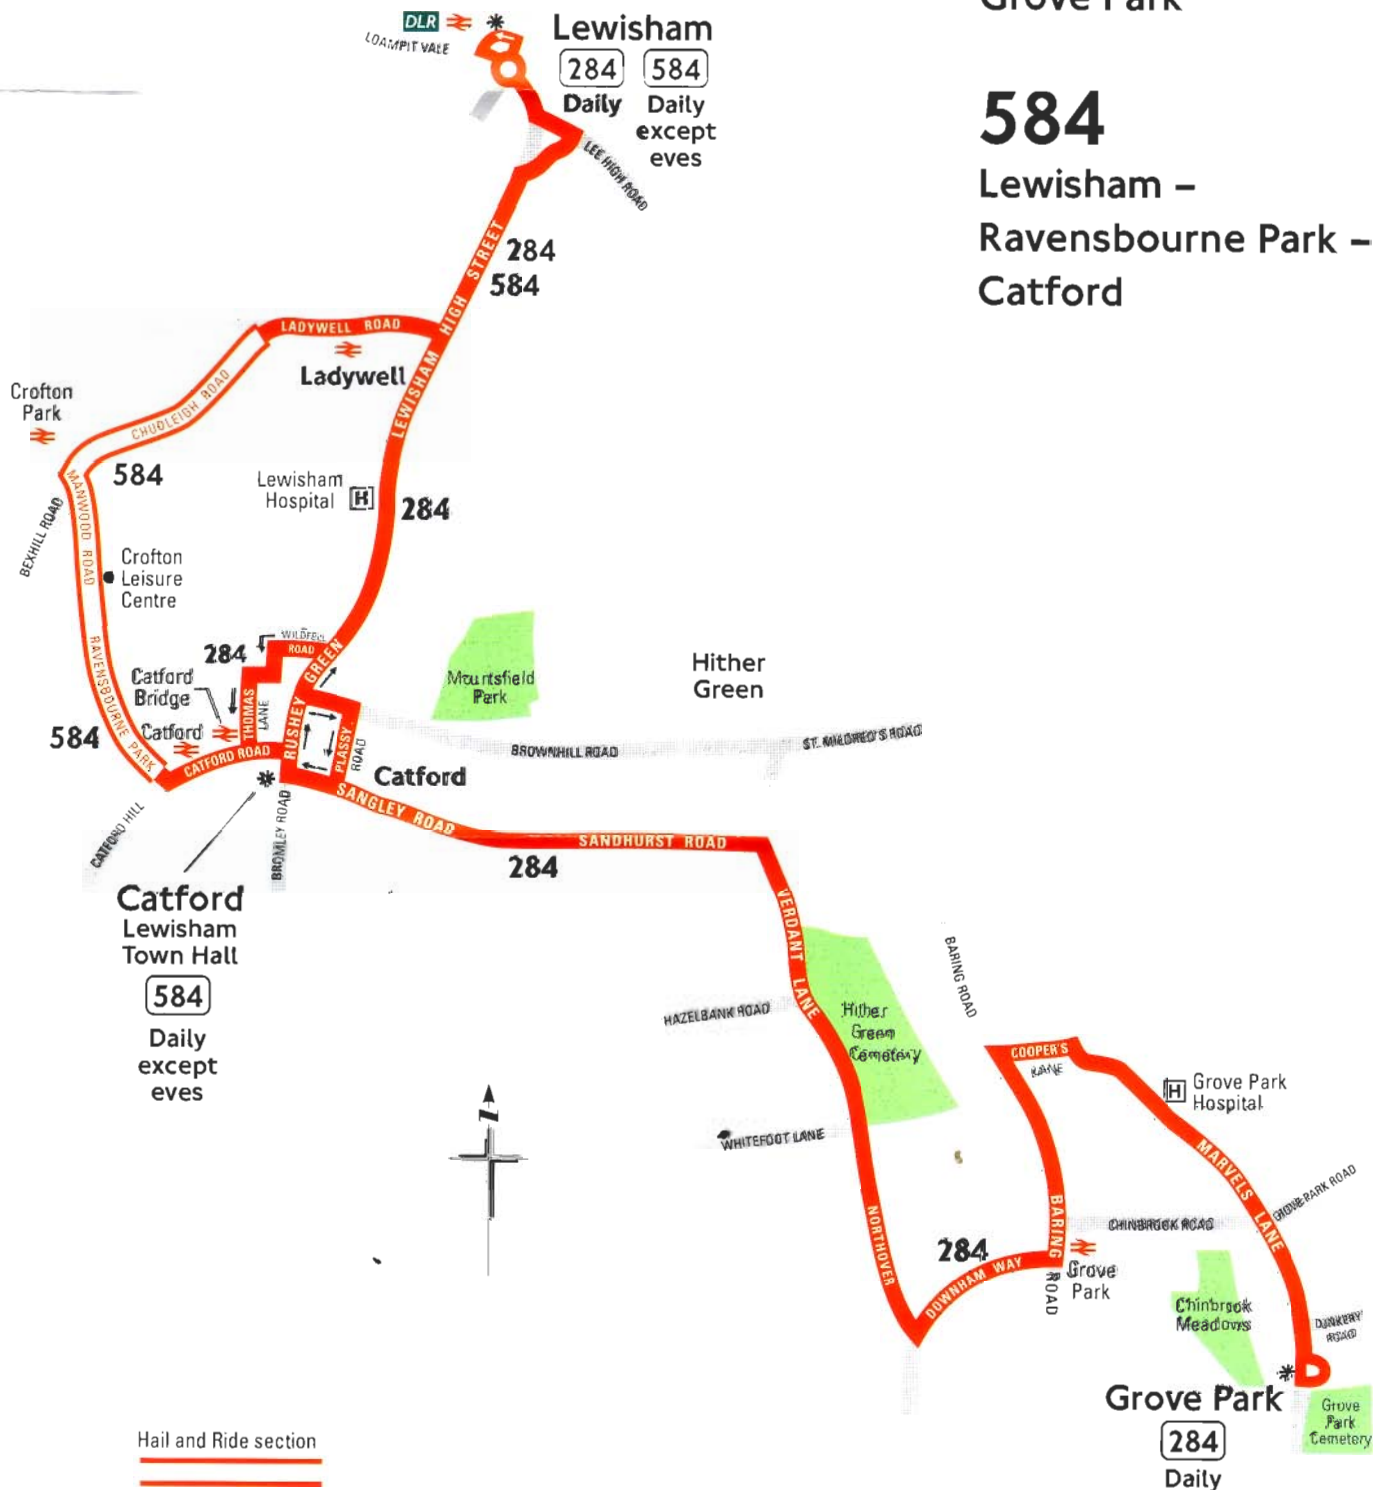 Grove Park
DLR
LOAMPIT VALE
Lewisham
284
584
Daily
Daily
except
eves
584
Lewisham –
Ravensbourne Park –
Catford
LEE HIGH ROAD
284
584
LEWISHAM HIGH STREET
LADYWELL ROAD
Ladywell
CHUDLEIGH ROAD
Crofton
Park
584
MANWOOD ROAD
BEXHILL ROAD
Lewisham
Hospital
H
284
Crofton
Leisure
Centre
RAVENSBOURNE PARK
284
ROAD
Catford
Bridge
Catford
584
THOMAS
LANE
RUSHEY GREEN
PLASSY
ROAD
CATFORD ROAD
Catford
CATFORD HILL
BROMLEY ROAD
Mountsfield
Park
Hither
Green
BROWNHILL ROAD
ST. MILDRED'S ROAD
SANGLEY ROAD
SANDHURST ROAD
284
Catford
Lewisham
Town Hall
584
Daily
except
eves
VERDANT LANE
HAZELBANK ROAD
Hither
Green
Cemetery
BARING ROAD
COOPER'S
LANE
H
Grove Park
Hospital
WHITEFOOT LANE
MARVELS LANE
GROVE PARK ROAD
CHINBROOK ROAD
NORTHOVER
284
DOWNHAM WAY
BARING
ROAD
Grove
Park
Chinbrook
Meadows
DUNKERY
ROAD
Grove Park
284
Daily
Grove
Park
Cemetery
Hail and Ride section